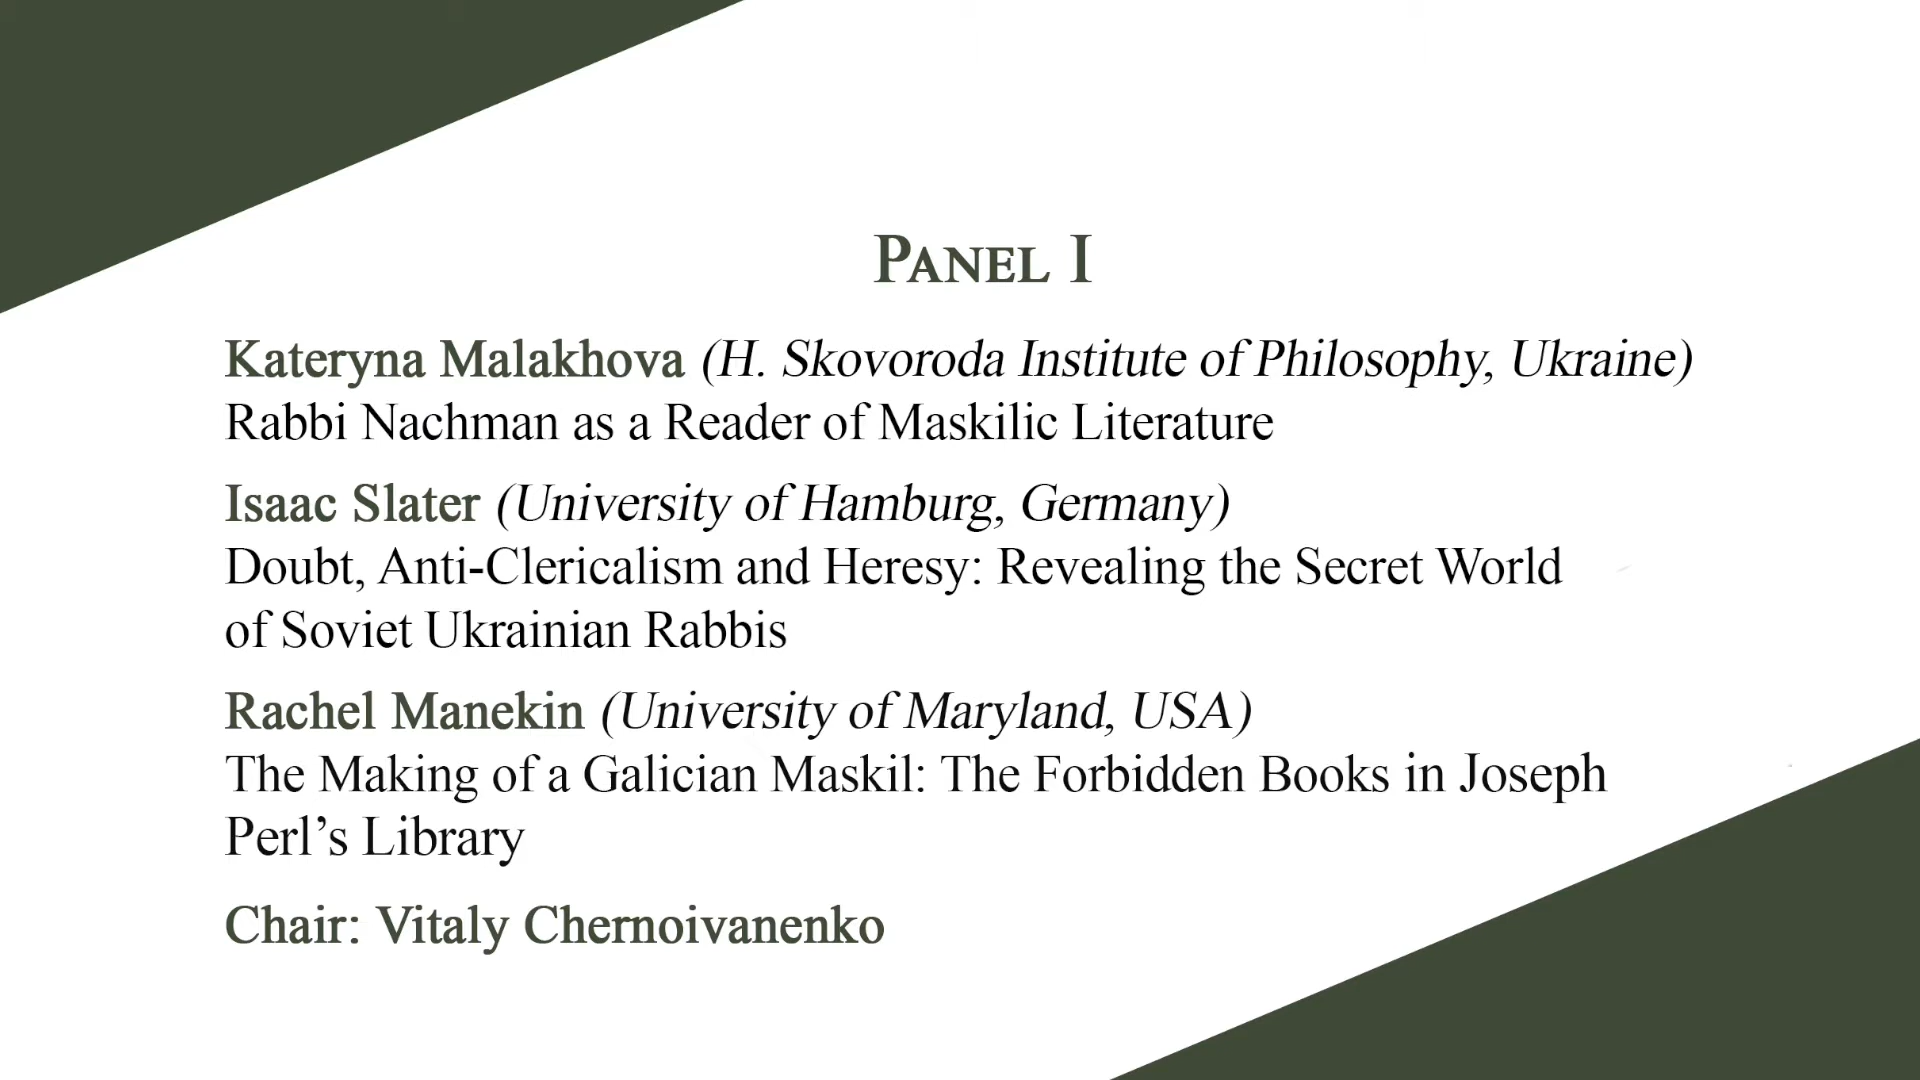 Panel I
Kateryna Malakhova (H. Skovoroda Institute of Philosophy, Ukraine)
Rabbi Nachman as a Reader of Maskilic Literature
Isaac Slater (University of Hamburg, Germany)
Doubt, Anti-Clericalism and Heresy: Revealing the Secret World
of Soviet Ukrainian Rabbis
Rachel Manekin (University of Maryland, USA)
The Making of a Galician Maskil: The Forbidden Books in Joseph
Perl’s Library
Chair: Vitaly Chernoivanenko